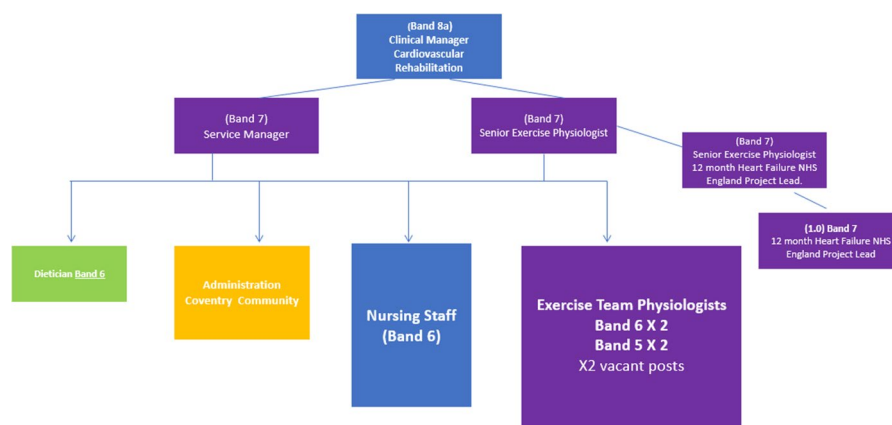 (Band 8a)
Clinical Manager
Cardiovascular
Rehabilitation
(Band 7)
Service Manager
(Band 7)
Senior Exercise Physiologist
(Band 7)
Senior Exercise Physiologist
12 month Heart Failure NHS
England Project Lead.
(1.0) Band 7
12 month Heart Failure NHS
England Project Lead
Dietician Band 6
Administration
Coventry Community
Nursing Staff
(Band 6)
Exercise Team Physiologists
Band 6 X 2
Band 5 X 2
X2 vacant posts